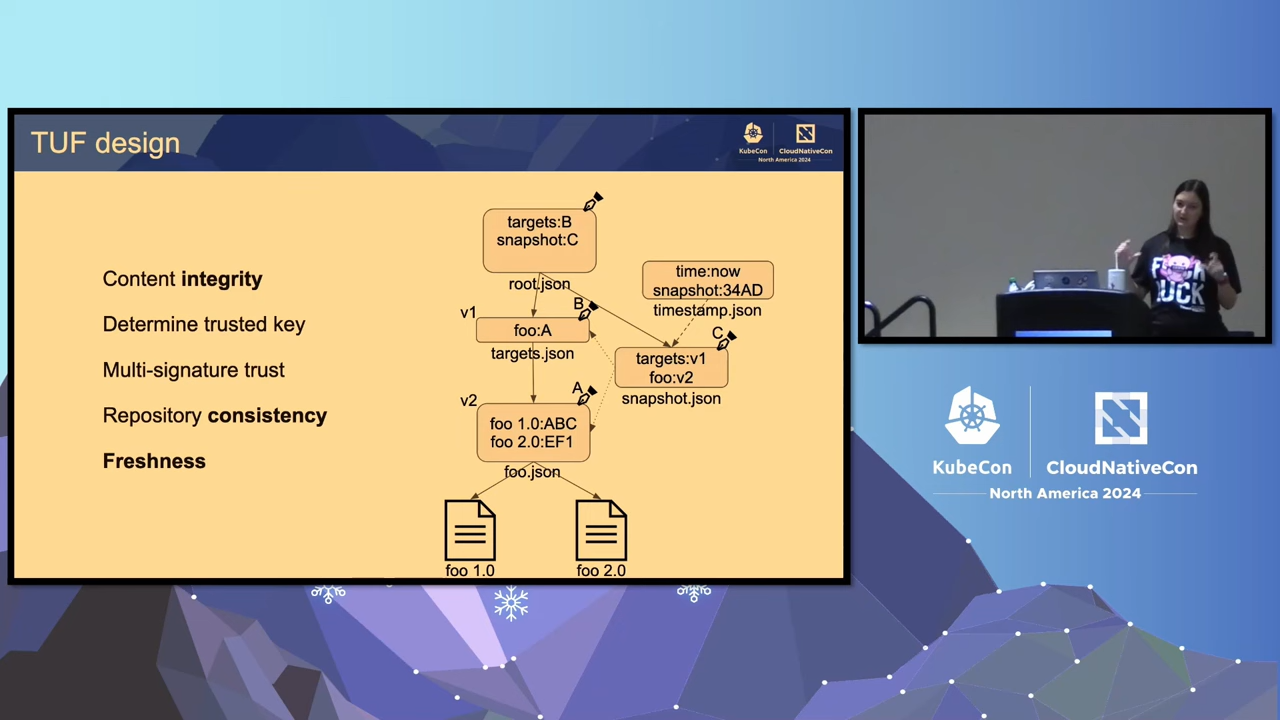 TUF design
KubeCon
CloudNativeCon
North America 2024
Content integrity
Determine trusted key
Multi-signature trust
Repository consistency
Freshness
targets:B
snapshot:C
root.json
time:now
snapshot:34AD
timestamp.json
v1
B
foo:A
targets.json
C
targets:v1
foo:v2
snapshot.json
v2
A
foo 1.0:ABC
foo 2.0:EF1
foo.json
foo 1.0
foo 2.0
KubeCon
CloudNativeCon
North America 2024